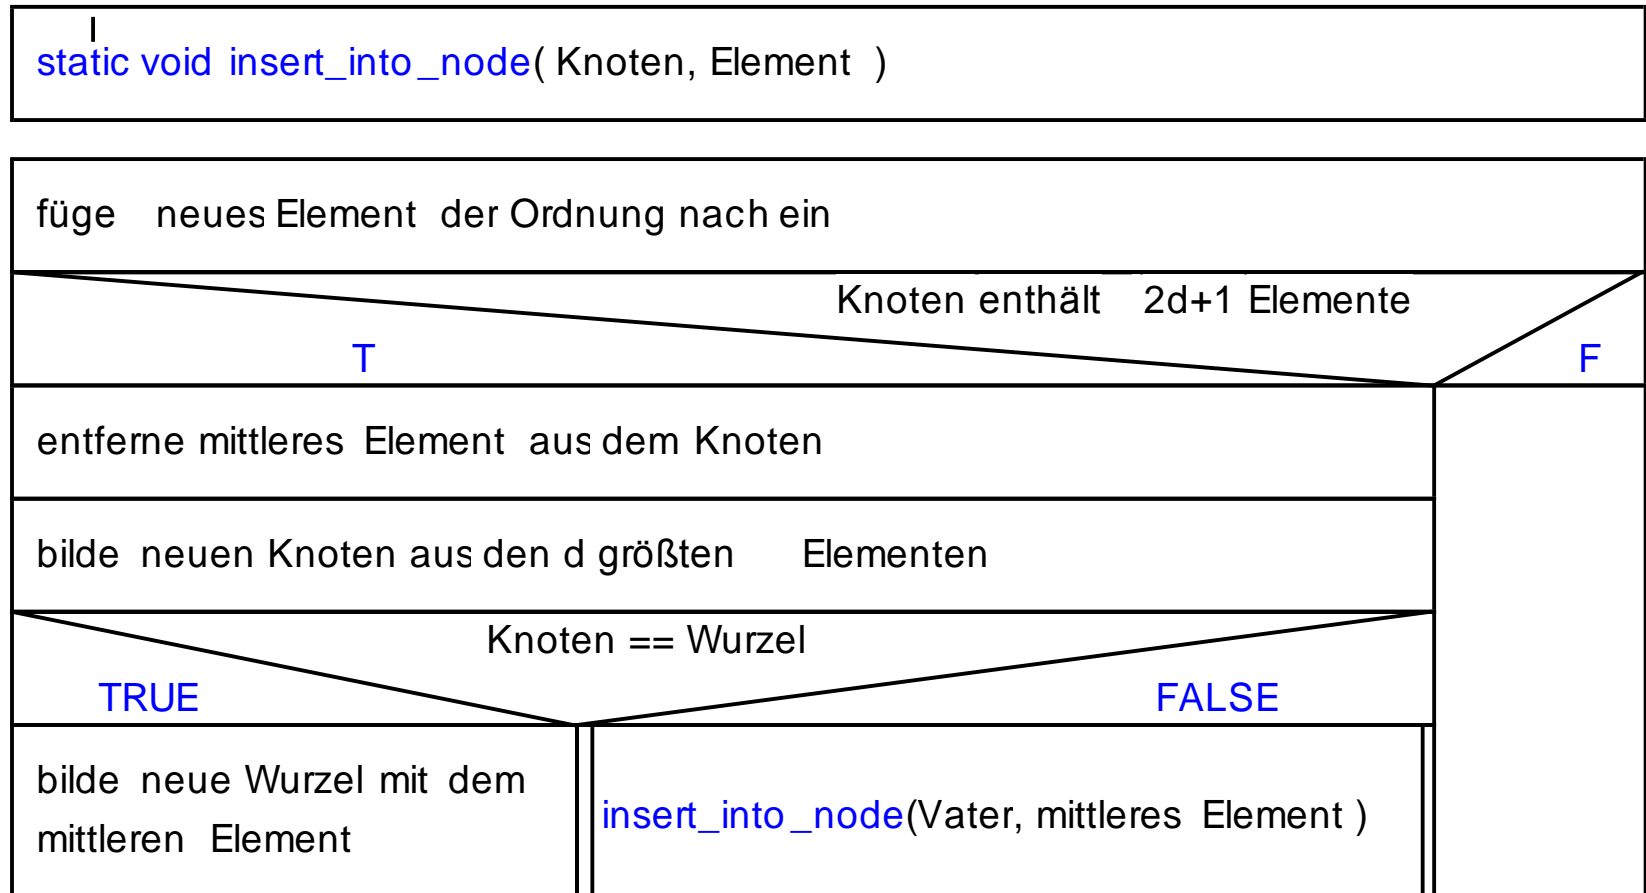 static void insert_into_node( Knoten, Element )
füge neues Element der Ordnung nach ein
Knoten enthält 2d+1 Elemente
T F
entferne mittleres Element aus dem Knoten
bilde neuen Knoten aus den d größten Elementen
Knoten == Wurzel
TRUE FALSE
bilde neue Wurzel mit dem
mittleren Element
insert_into_node(Vater, mittleres Element )